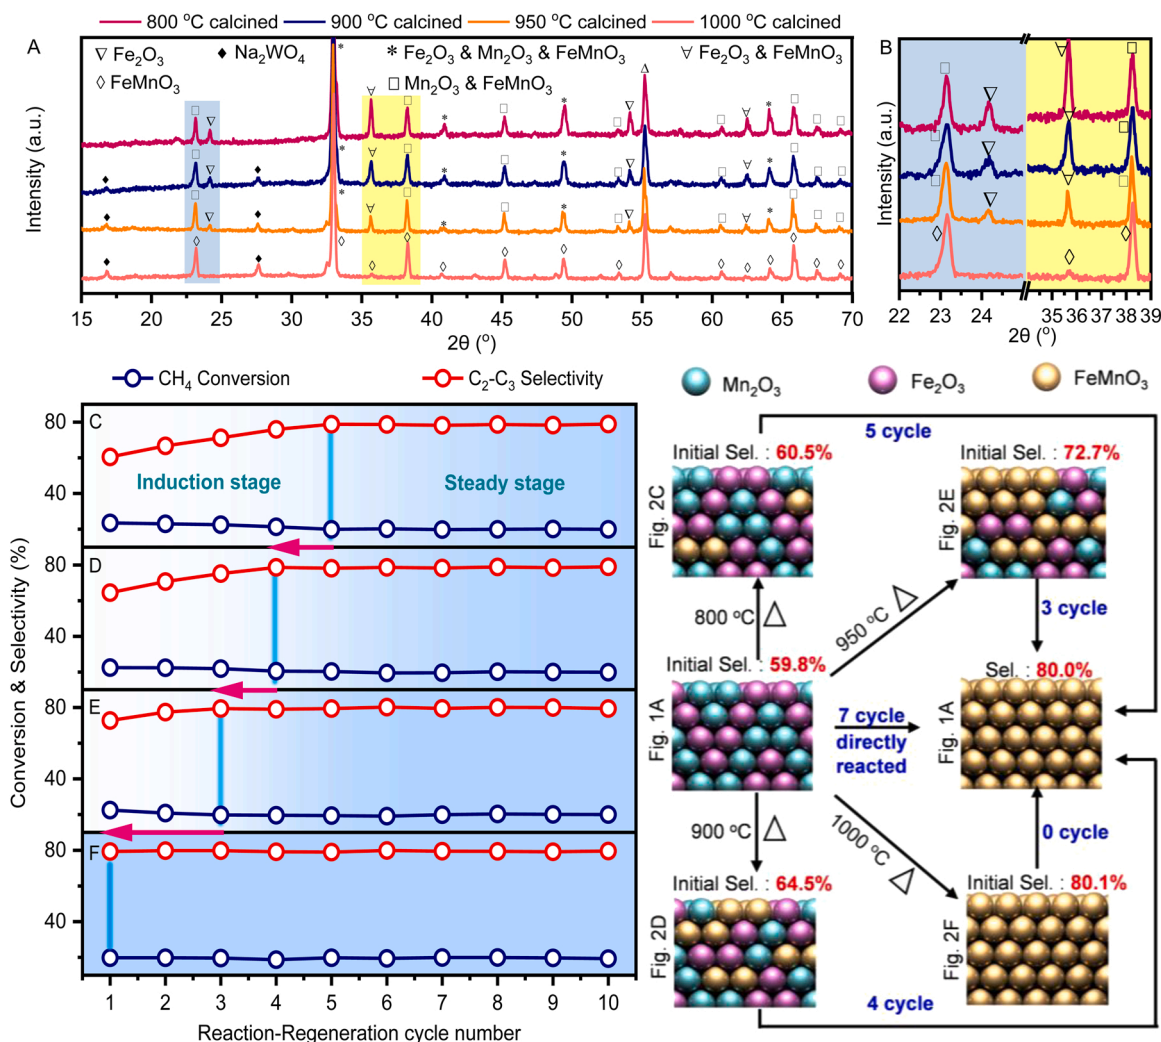 800 °C calcined 900 °C calcined 950 °C calcined 1000 °C calcined
A
▽ Fe₂O₃ ♦ Na₂WO₄ * Fe₂O₃ & Mn₂O₃ & FeMnO₃ ⩝ Fe₂O₃ & FeMnO₃
◊ FeMnO₃ □ Mn₂O₃ & FeMnO₃
Intensity (a.u.)
15 20 25 30 35 40 45 50 55 60 65 70
2θ (°)
B
Intensity (a.u.)
22 23 24 35 36 37 38 39
2θ (°)
CH₄ Conversion C₂-C₃ Selectivity
Conversion & Selectivity (%)
C
80
40
Induction stage Steady stage
D
80
40
E
80
40
F
80
40
1 2 3 4 5 6 7 8 9 10
Reaction-Regeneration cycle number
Mn₂O₃ Fe₂O₃ FeMnO₃
5 cycle
Initial Sel. : 60.5%
Fig. 2C
Initial Sel. : 72.7%
Fig. 2E
800 °C △
950 °C △
3 cycle
Initial Sel. : 59.8%
Fig. 1A
7 cycle
directly
reacted
Sel. : 80.0%
Fig. 1A
900 °C △
1000 °C △
0 cycle
Initial Sel. : 64.5%
Fig. 2D
Initial Sel. : 80.1%
Fig. 2F
4 cycle